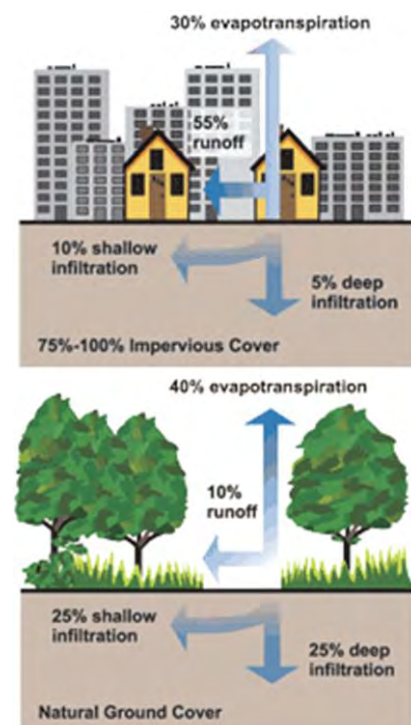 30% evapotranspiration
55%
runoff
10% shallow
infiltration
5% deep
infiltration
75%-100% Impervious Cover
40% evapotranspiration
10%
runoff
25% shallow
infiltration
25% deep
infiltration
Natural Ground Cover